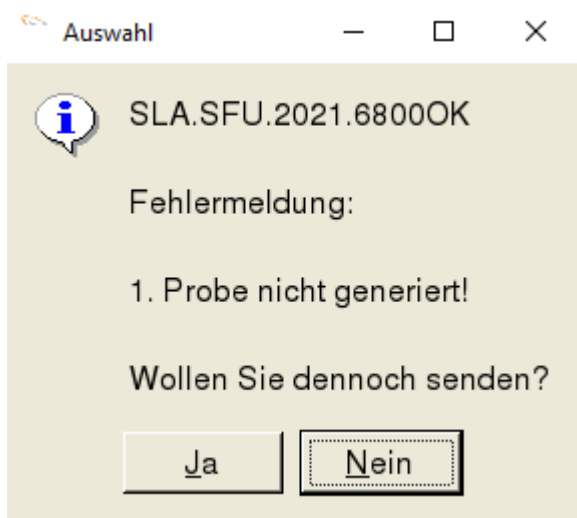 Auswahl
SLA.SFU.2021.6800OK
Fehlermeldung:
1. Probe nicht generiert!
Wollen Sie dennoch senden?
Ja
Nein